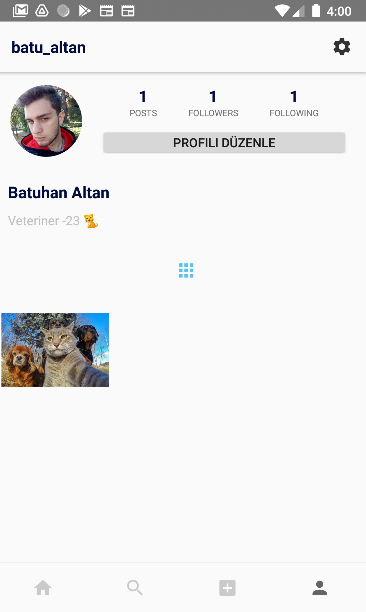 4:00
batu_altan
1 1 1
POSTS FOLLOWERS FOLLOWING
PROFILI DÜZENLE
Batuhan Altan
Veteriner -23 🐈